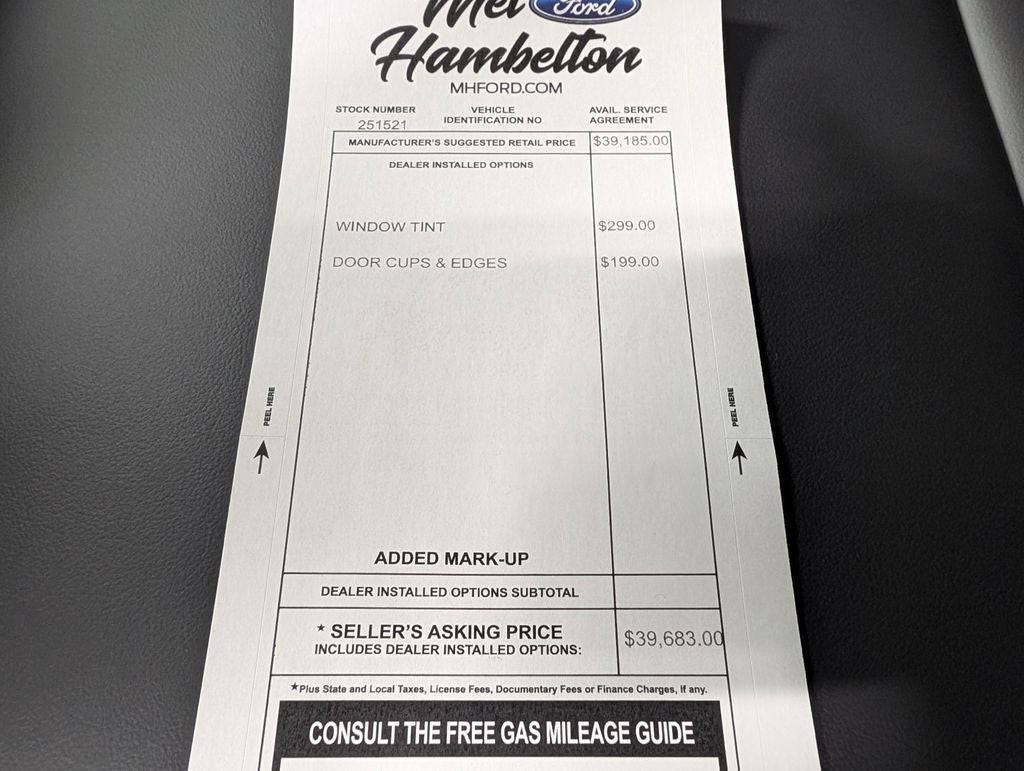 Mel Ford
Hambelton
MHFORD.COM
STOCK NUMBER VEHICLE IDENTIFICATION NO AVAIL. SERVICE AGREEMENT
251521
MANUFACTURER'S SUGGESTED RETAIL PRICE $39,185.00
DEALER INSTALLED OPTIONS
WINDOW TINT $299.00
DOOR CUPS & EDGES $199.00
PEEL HERE PEEL HERE
ADDED MARK-UP
DEALER INSTALLED OPTIONS SUBTOTAL
★ SELLER'S ASKING PRICE $39,683.00
INCLUDES DEALER INSTALLED OPTIONS:
★Plus State and Local Taxes, License Fees, Documentary Fees or Finance Charges, If any.
CONSULT THE FREE GAS MILEAGE GUIDE